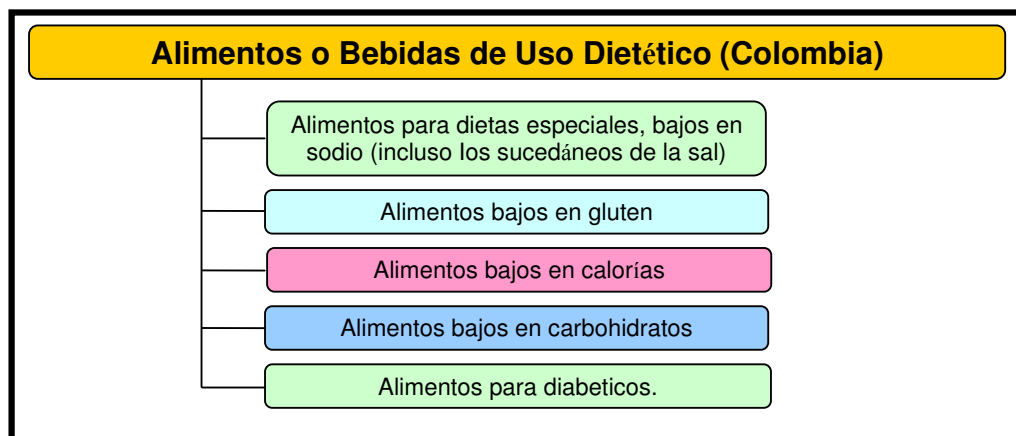 Alimentos o Bebidas de Uso Dietético (Colombia)
Alimentos para dietas especiales, bajos en
sodio (incluso los sucedáneos de la sal)
Alimentos bajos en gluten
Alimentos bajos en calorías
Alimentos bajos en carbohidratos
Alimentos para diabeticos.